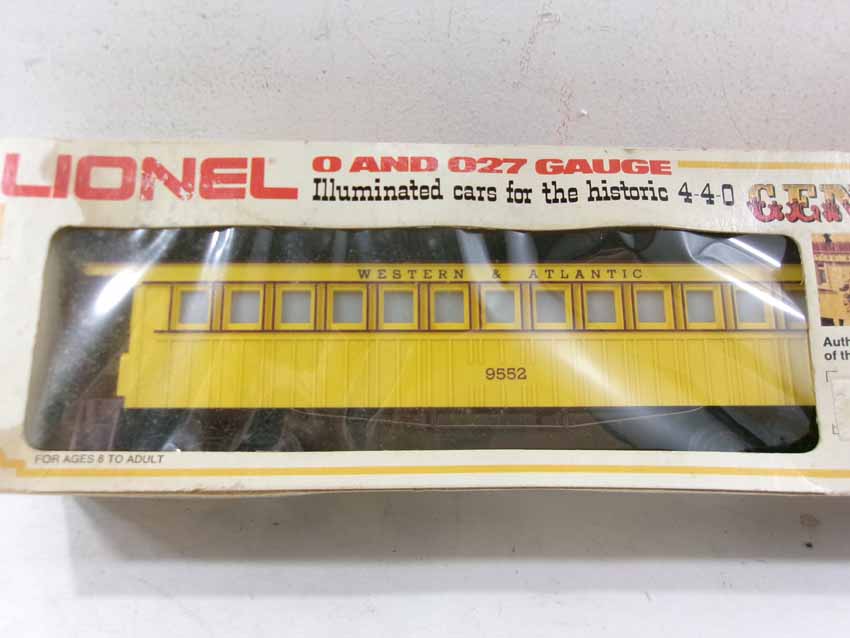 LIONEL
O AND O27 GAUGE
Illuminated cars for the historic 4-4-0
WESTERN & ATLANTIC
9552
FOR AGES 8 TO ADULT
of